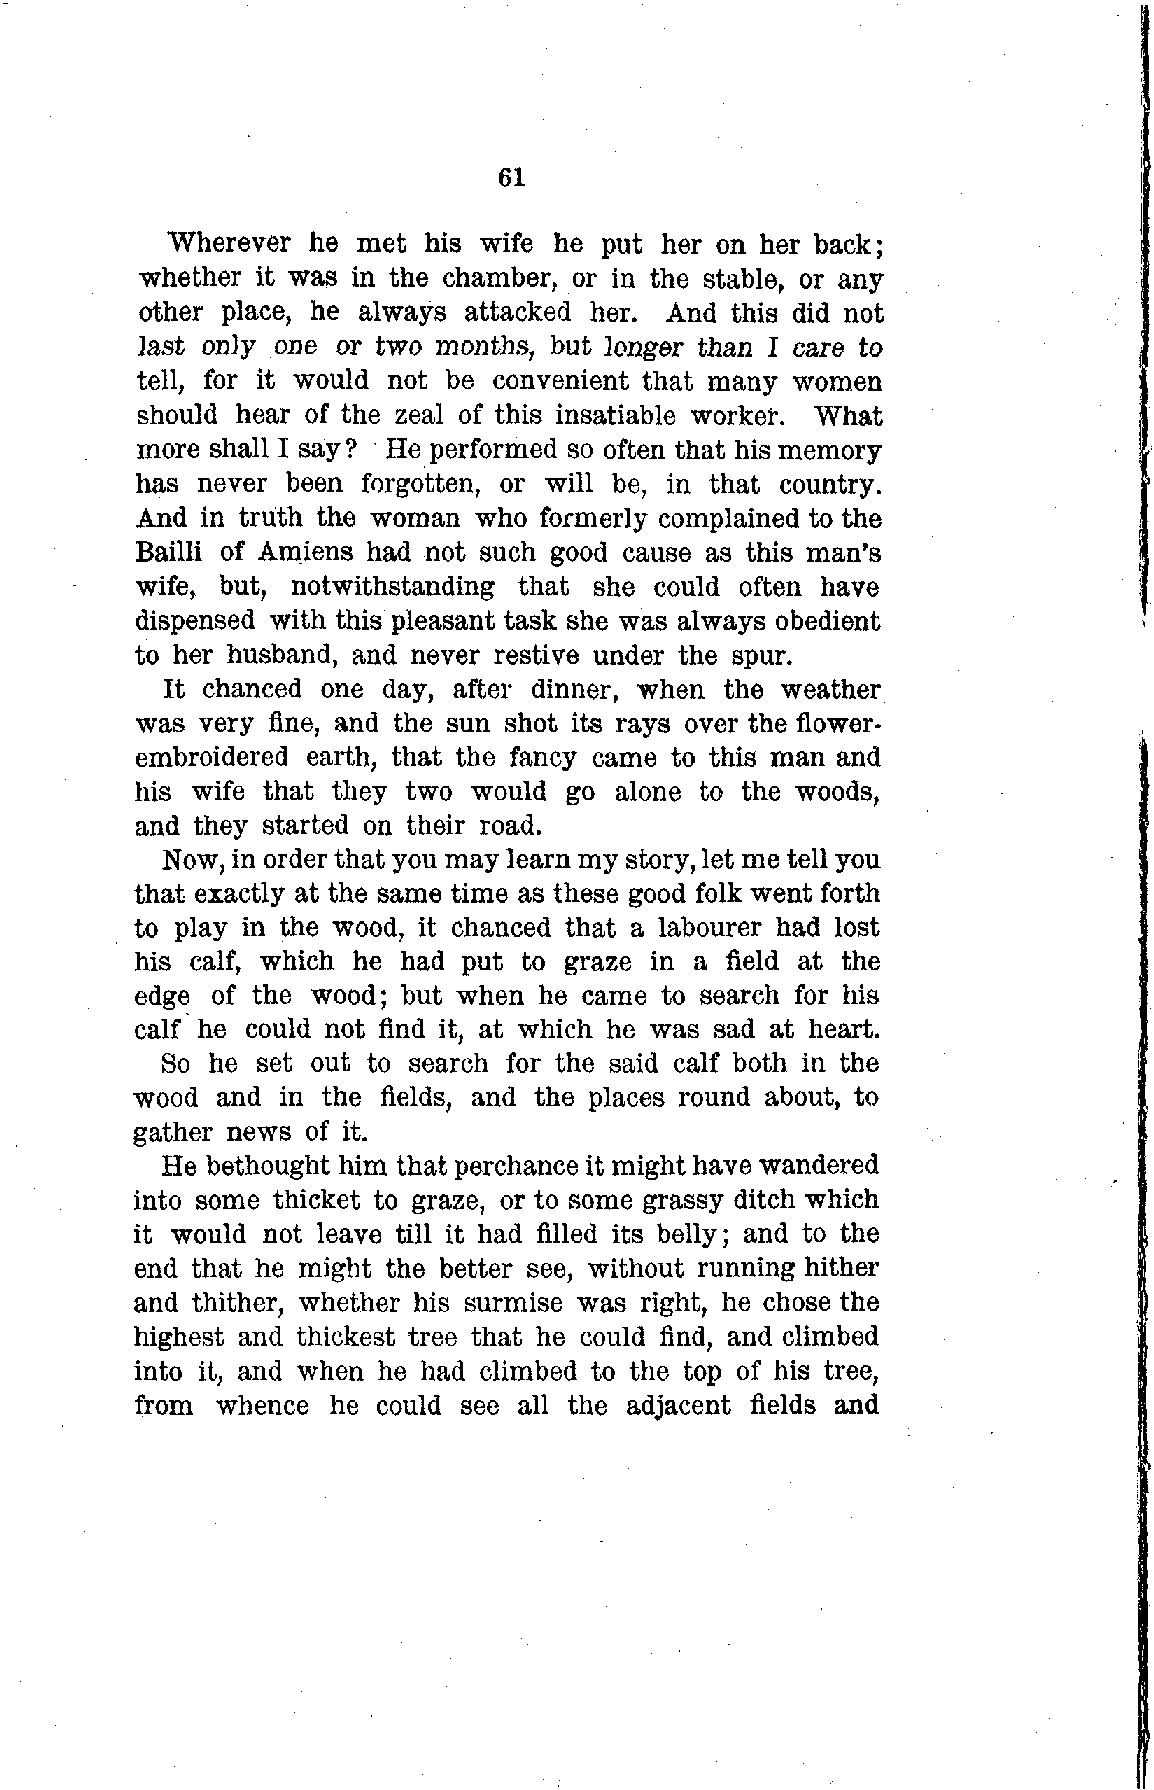 61
Wherever he met his wife he put her on her back;
whether it was in the chamber, or in the stable, or any
other place, he always attacked her. And this did not
last only one or two months, but longer than I care to
tell, for it would not be convenient that many women
should hear of the zeal of this insatiable worker. What
more shall I say? He performed so often that his memory
has never been forgotten, or will be, in that country.
And in truth the woman who formerly complained to the
Bailli of Amiens had not such good cause as this man's
wife, but, notwithstanding that she could often have
dispensed with this pleasant task she was always obedient
to her husband, and never restive under the spur.
It chanced one day, after dinner, when the weather
was very fine, and the sun shot its rays over the flower-
embroidered earth, that the fancy came to this man and
his wife that they two would go alone to the woods,
and they started on their road.
Now, in order that you may learn my story, let me tell you
that exactly at the same time as these good folk went forth
to play in the wood, it chanced that a labourer had lost
his calf, which he had put to graze in a field at the
edge of the wood; but when he came to search for his
calf he could not find it, at which he was sad at heart.
So he set out to search for the said calf both in the
wood and in the fields, and the places round about, to
gather news of it.
He bethought him that perchance it might have wandered
into some thicket to graze, or to some grassy ditch which
it would not leave till it had filled its belly; and to the
end that he might the better see, without running hither
and thither, whether his surmise was right, he chose the
highest and thickest tree that he could find, and climbed
into it, and when he had climbed to the top of his tree,
from whence he could see all the adjacent fields and